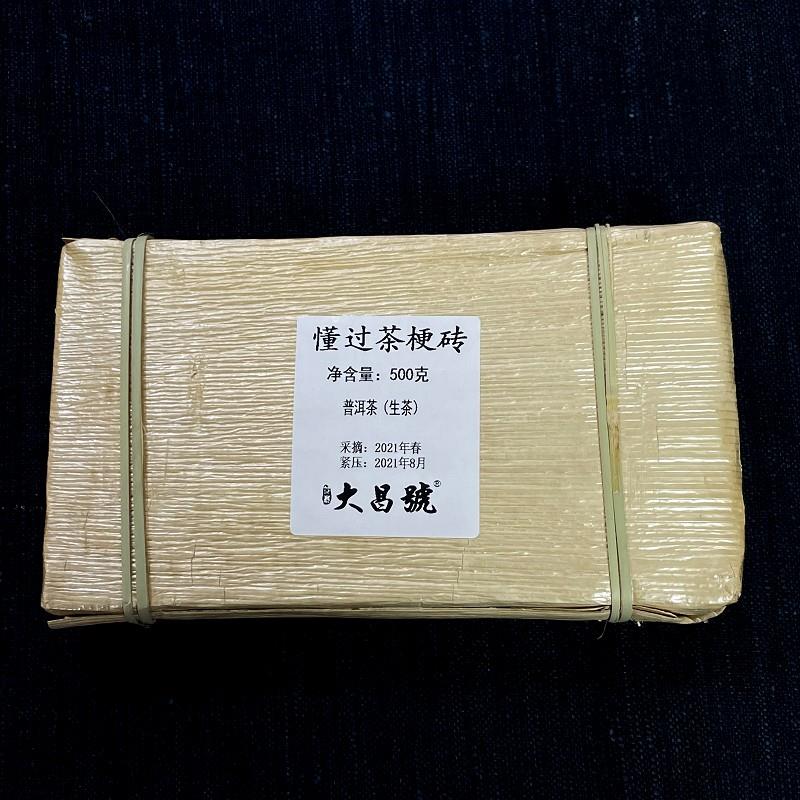 懂过茶梗砖
净含量：500克
普洱茶（生茶）
采摘：2021年春
紧压：2021年8月
大昌號®